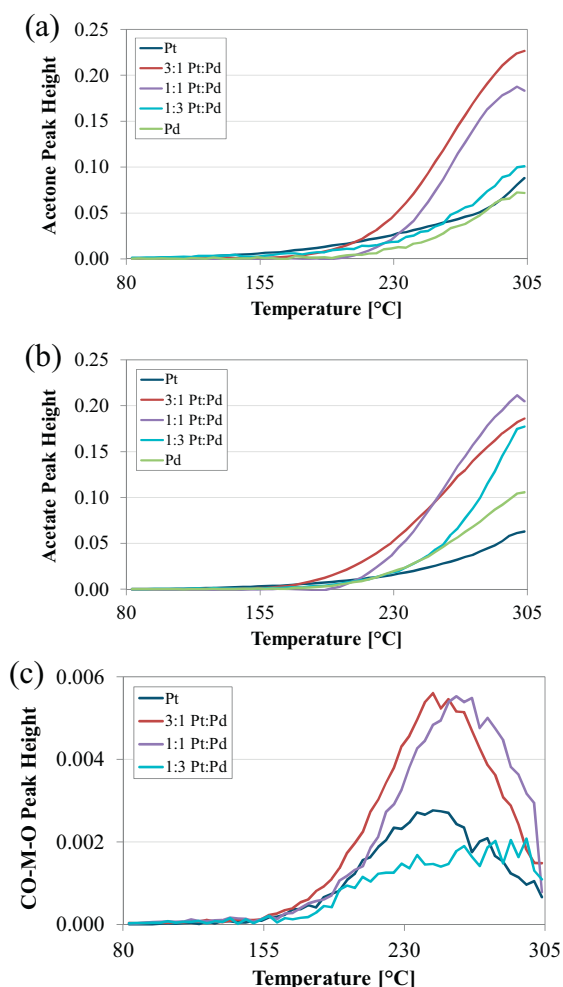 (a)
0.25
0.20
0.15
0.10
0.05
0.00
Acetone Peak Height
Pt
3:1 Pt:Pd
1:1 Pt:Pd
1:3 Pt:Pd
Pd
80 155 230 305
Temperature [°C]
(b)
0.25
0.20
0.15
0.10
0.05
0.00
Acetate Peak Height
Pt
3:1 Pt:Pd
1:1 Pt:Pd
1:3 Pt:Pd
Pd
80 155 230 305
Temperature [°C]
(c)
0.006
0.004
0.002
0.000
CO-M-O Peak Height
Pt
3:1 Pt:Pd
1:1 Pt:Pd
1:3 Pt:Pd
80 155 230 305
Temperature [°C]